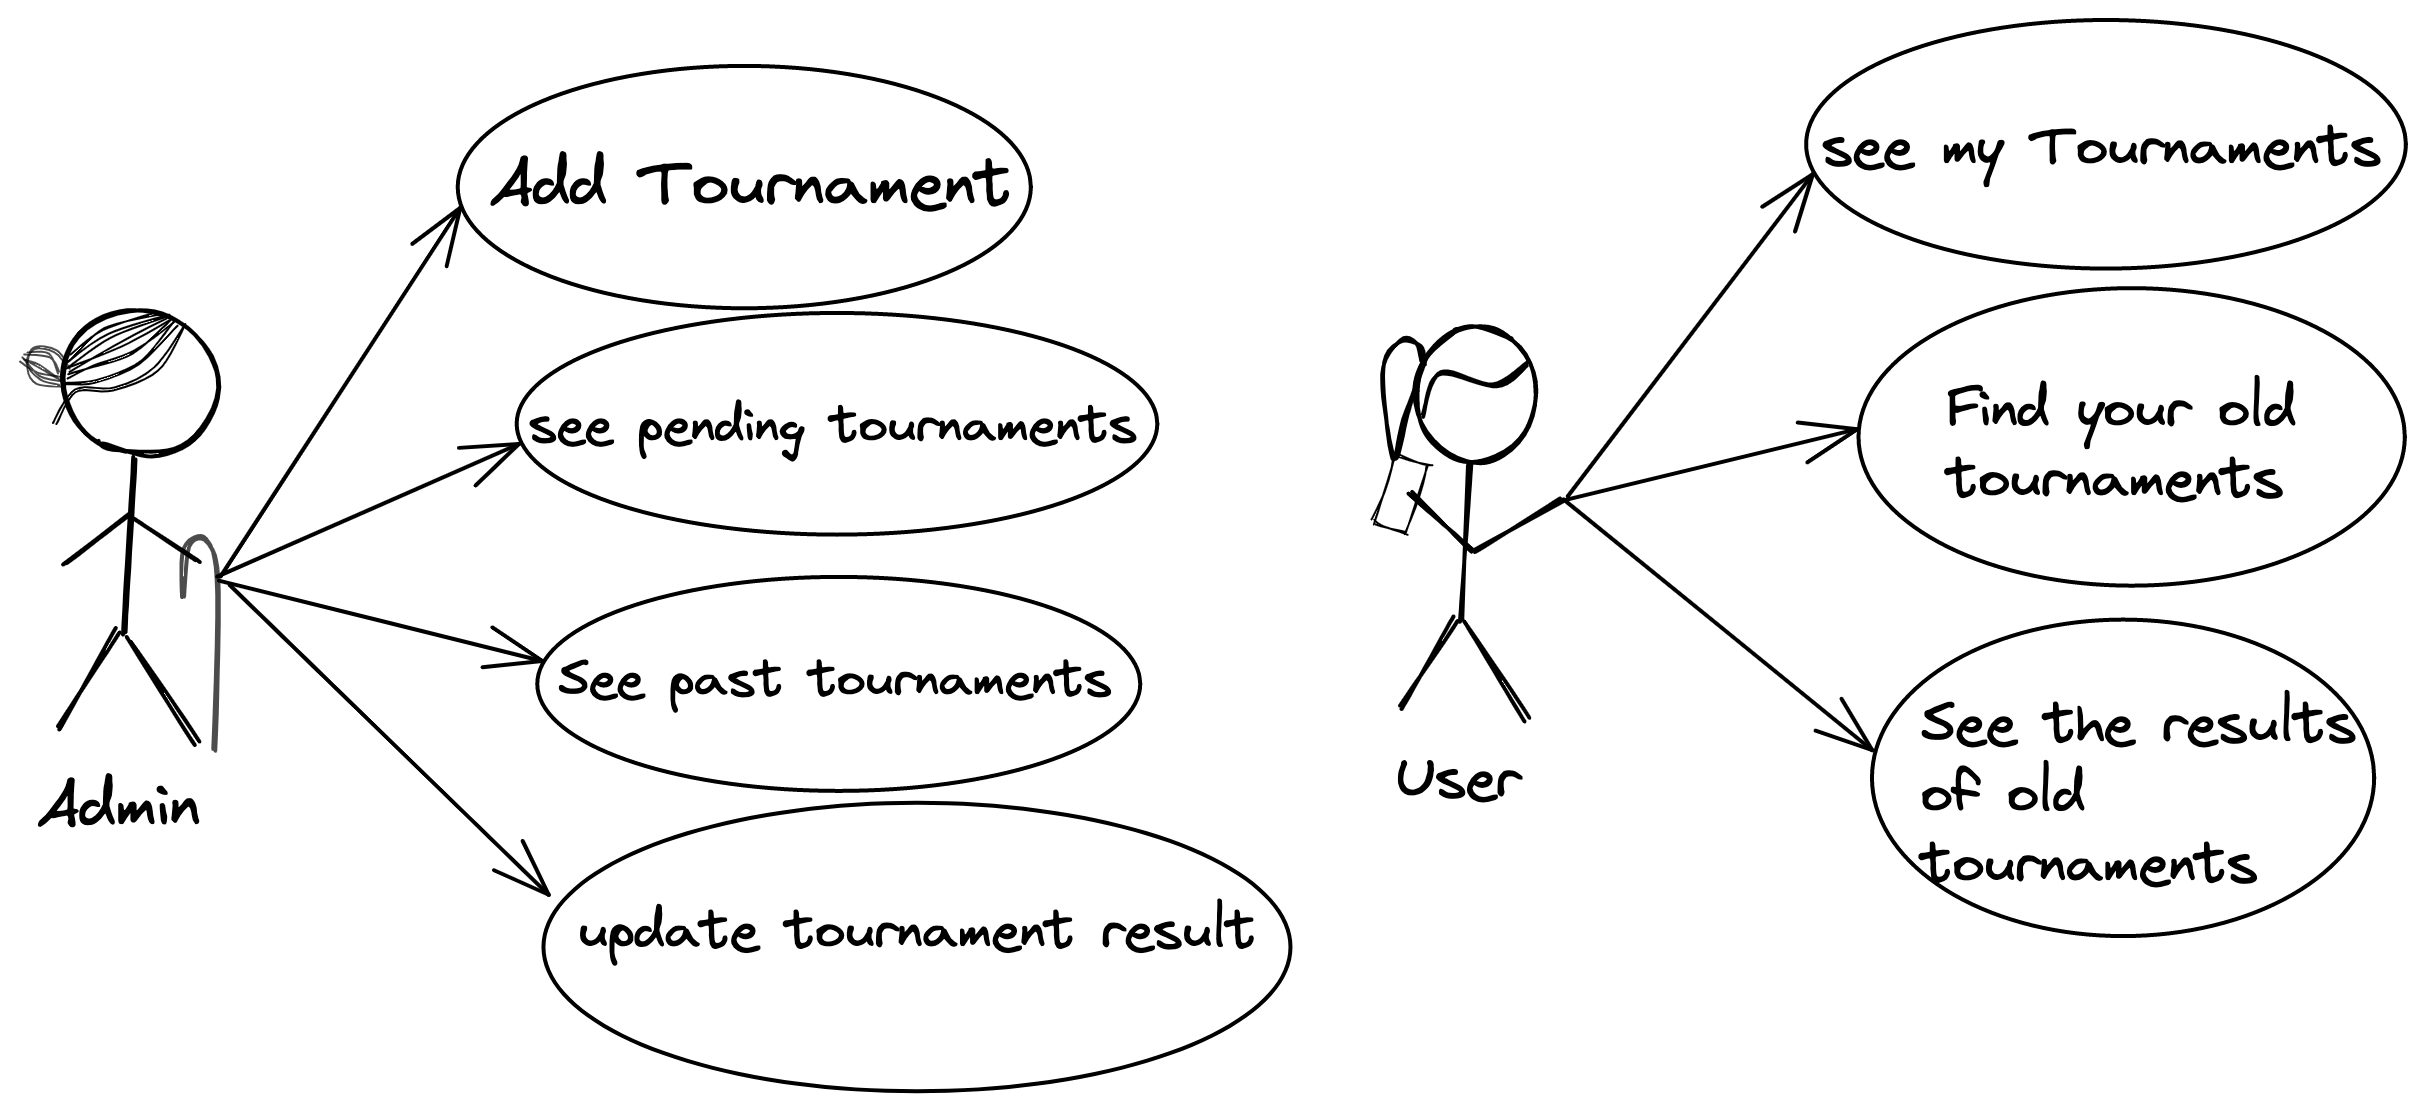 Add Tournament
see pending tournaments
See past tournaments
update tournament result
Admin
see my Tournaments
Find your old
tournaments
See the results
of old
tournaments
User